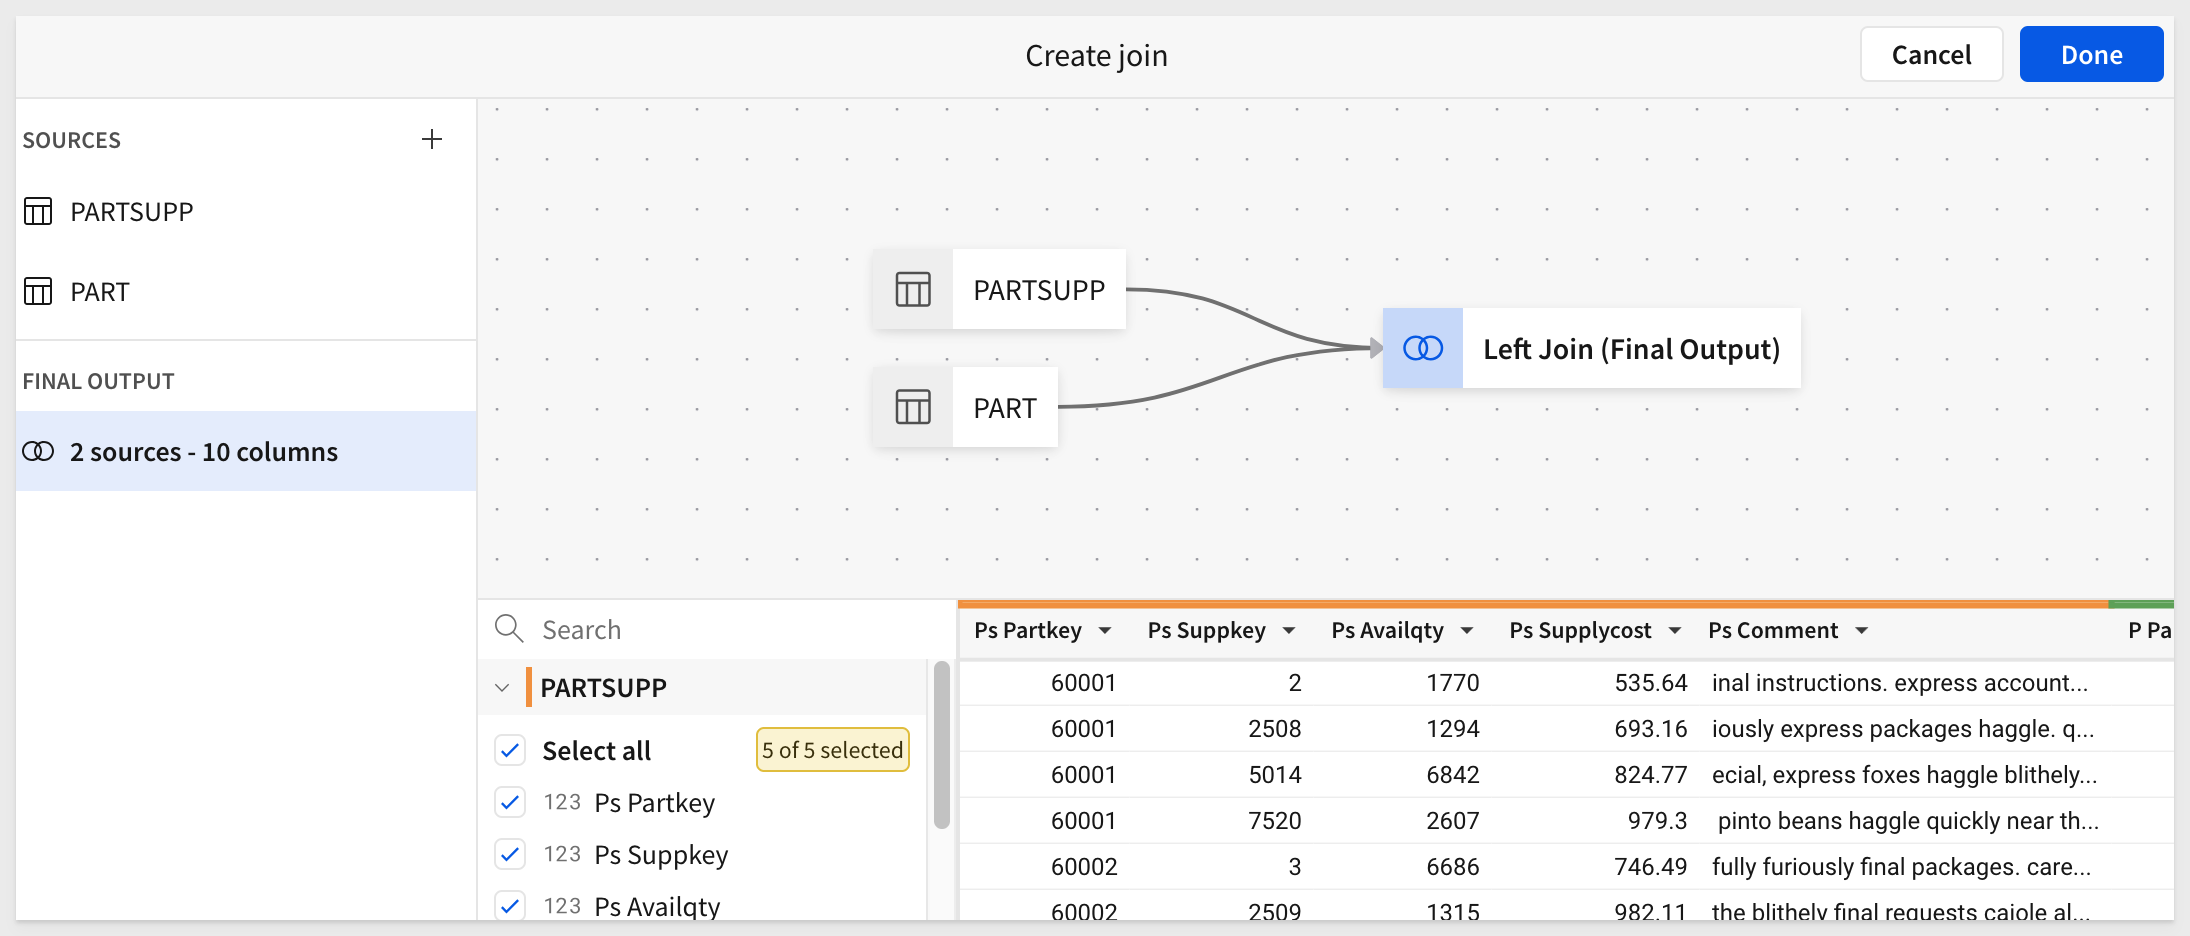 Create join
Cancel
Done
SOURCES
PARTSUPP
PART
FINAL OUTPUT
2 sources - 10 columns
PARTSUPP
PART
Left Join (Final Output)
Search
PARTSUPP
Select all
5 of 5 selected
123 Ps Partkey
123 Ps Suppkey
123 Ps Availqty
Ps Partkey Ps Suppkey Ps Availqty Ps Supplycost Ps Comment P Pa
60001 2 1770 535.64 inal instructions. express account...
60001 2508 1294 693.16 iously express packages haggle. q...
60001 5014 6842 824.77 ecial, express foxes haggle blithely...
60001 7520 2607 979.3 pinto beans haggle quickly near th...
60002 3 6686 746.49 fully furiously final packages. care...
60002 2509 1315 982.11 the blithely final requests cajole al...